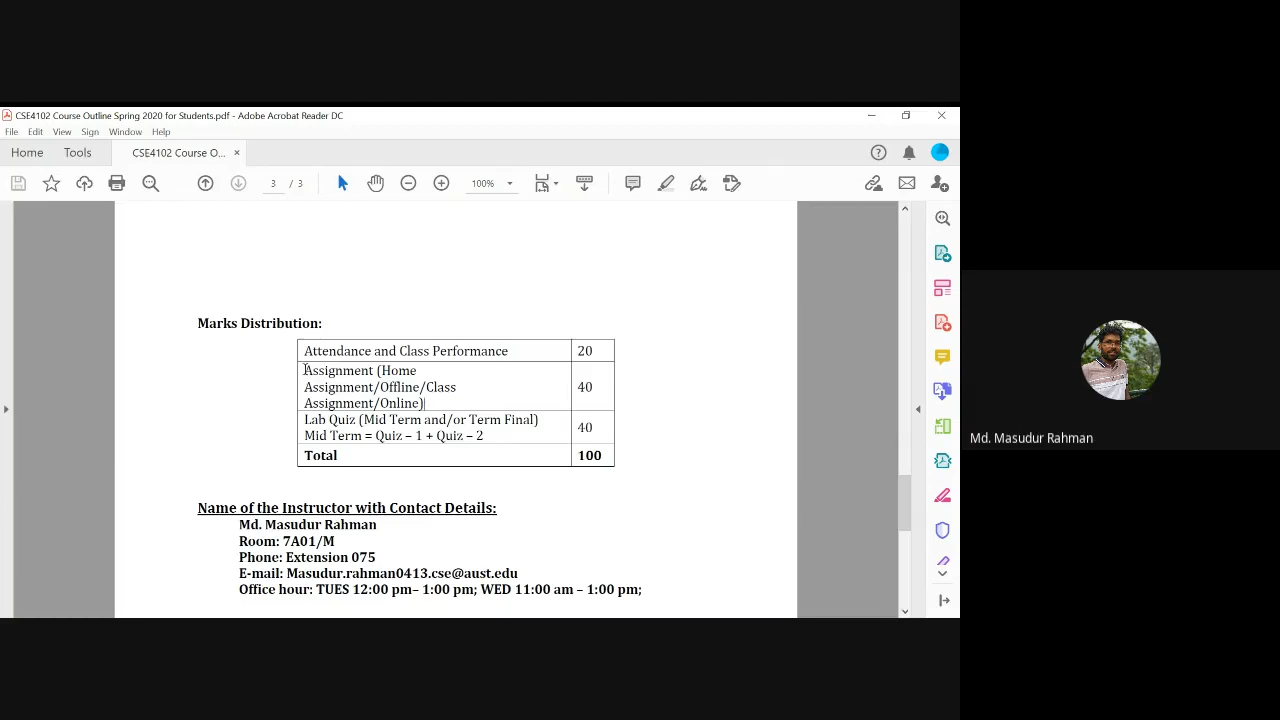 CSE4102 Course Outline Spring 2020 for Students.pdf - Adobe Acrobat Reader DC
File Edit View Sign Window Help
Home Tools CSE4102 Course O... ×
3 / 3 100%
Marks Distribution:
Attendance and Class Performance 20
Assignment (Home
Assignment/Offline/Class 40
Assignment/Online)
Lab Quiz (Mid Term and/or Term Final) 40
Mid Term = Quiz – 1 + Quiz – 2
Total 100
Name of the Instructor with Contact Details:
Md. Masudur Rahman
Room: 7A01/M
Phone: Extension 075
E-mail: Masudur.rahman0413.cse@aust.edu
Office hour: TUES 12:00 pm– 1:00 pm; WED 11:00 am – 1:00 pm;
Md. Masudur Rahman